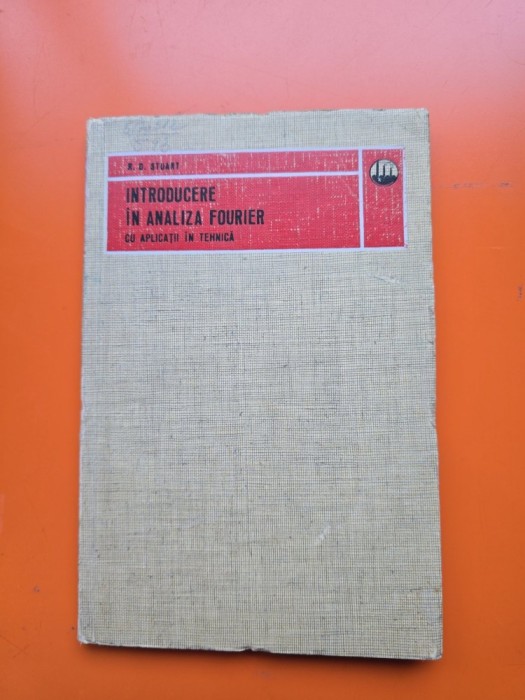 R. D. STUART
INTRODUCERE
ÎN ANALIZA FOURIER
CU APLICAȚII ÎN TEHNICĂ